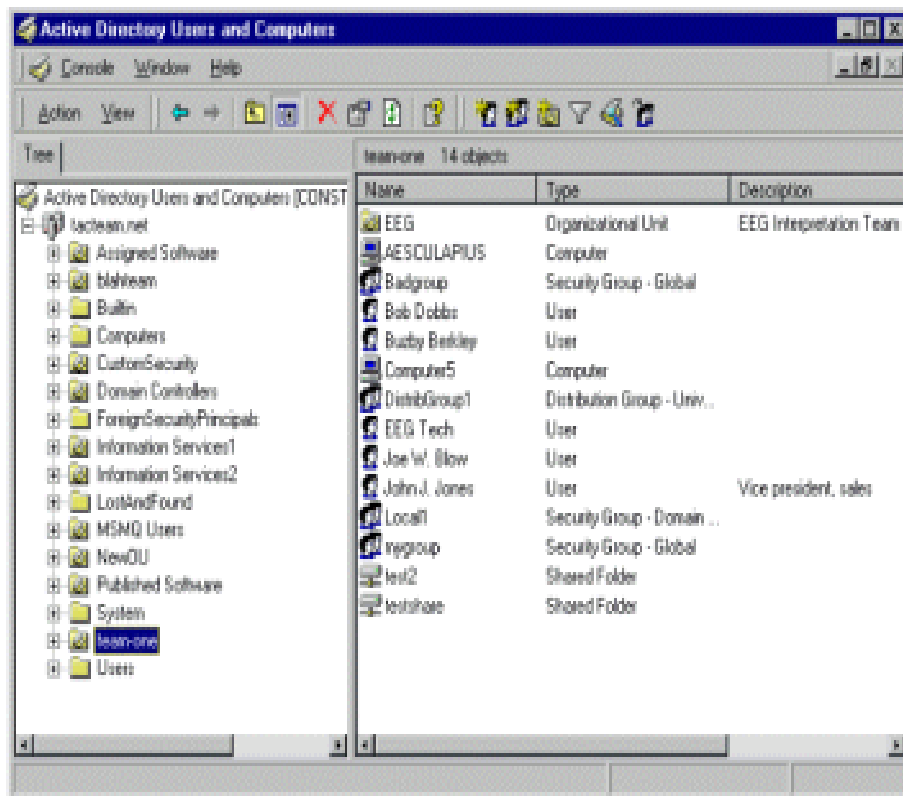 Active Directory Users and Computers
Console Window Help
Action View
Tree
team-one 14 objects
Active Directory Users and Computers [CONST
tacteam.net
Assigned Software
blahteam
Builtin
Computers
CustomSecurity
Domain Controllers
ForeignSecurityPrincipals
Information Services1
Information Services2
LostAndFound
MSMQ Users
NewOU
Published Software
System
team-one
Users
Name Type Description
EEG Organizational Unit EEG Interpretation Team
AESCULAPIUS Computer
Badgroup Security Group - Global
Bob Dobbs User
Buzby Berkley User
Computer5 Computer
DistribGroup1 Distribution Group - Univ...
EEG Tech User
Joe W. Blow User
John J. Jones User Vice president, sales
Local1 Security Group - Domain ...
mygroup Security Group - Global
test2 Shared Folder
testshare Shared Folder